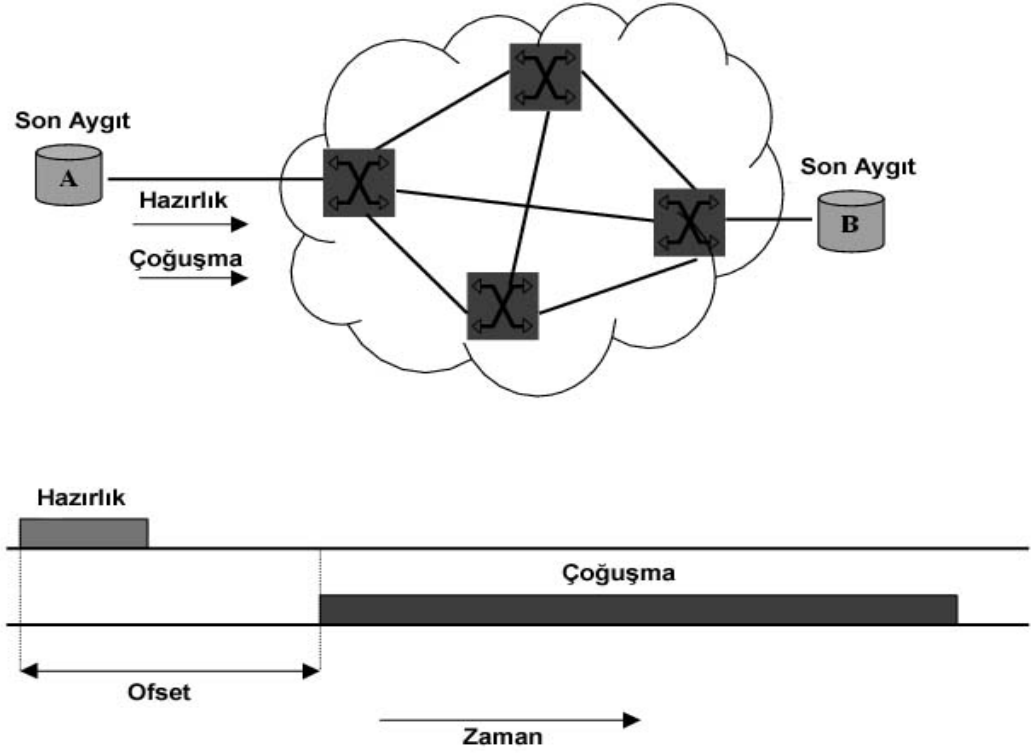 Son Aygıt
A
Hazırlık
Çoğuşma
Son Aygıt
B
Hazırlık
Çoğuşma
Ofset
Zaman